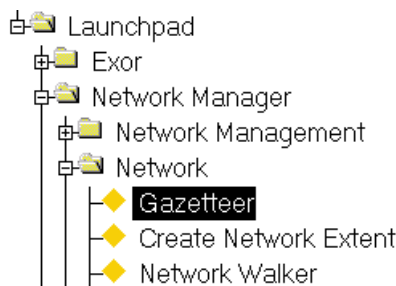 Launchpad
Exor
Network Manager
Network Management
Network
Gazetteer
Create Network Extent
Network Walker